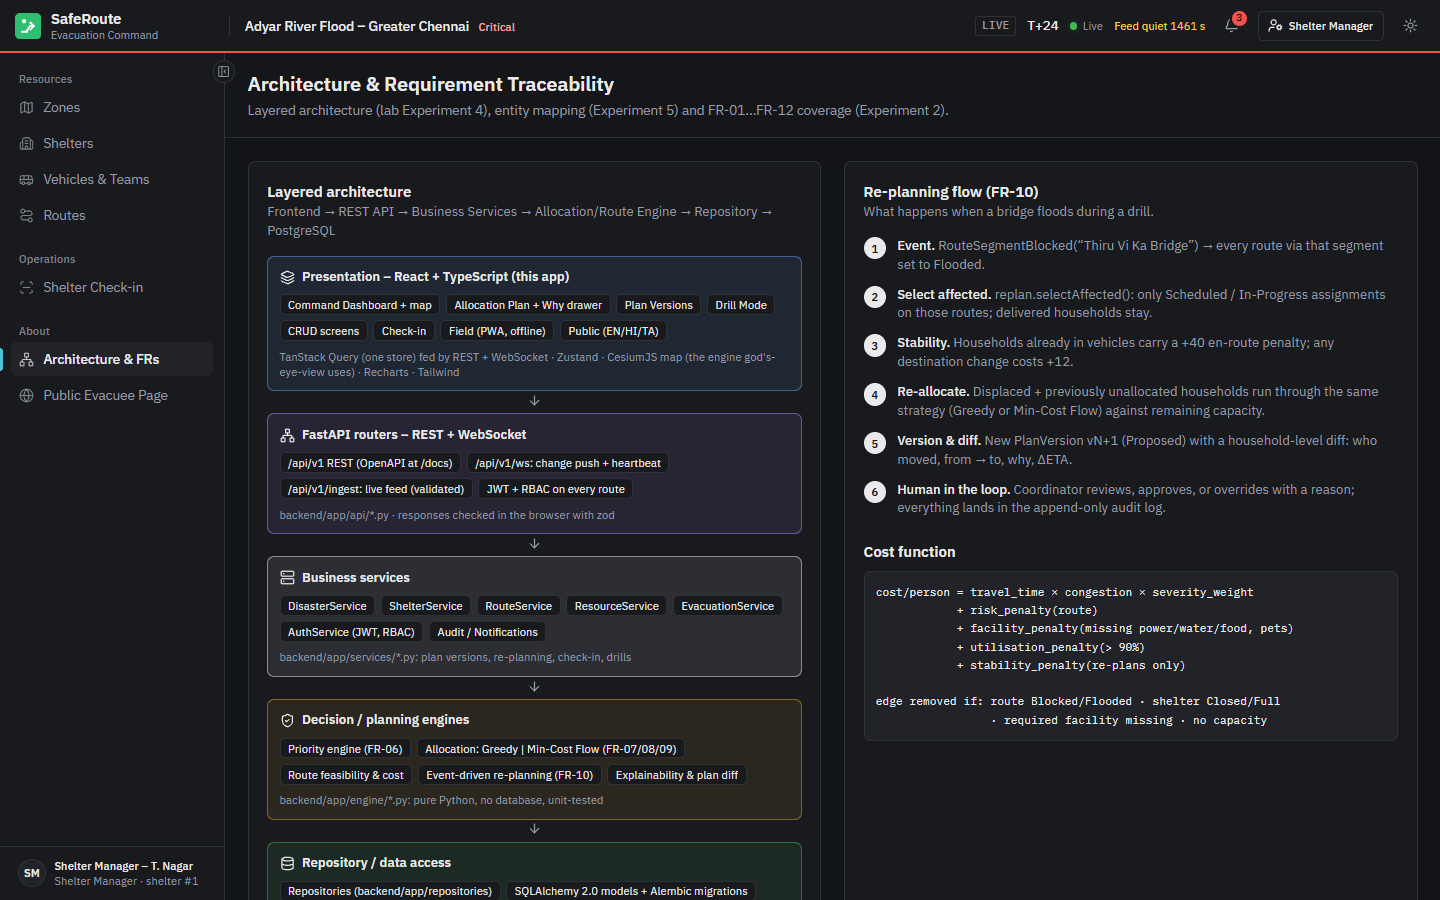 SafeRoute
Evacuation Command
Adyar River Flood – Greater Chennai Critical
LIVE T+24 Live Feed quiet 1461 s 3 Shelter Manager
Resources
Zones
Shelters
Vehicles & Teams
Routes
Operations
Shelter Check-in
About
Architecture & FRs
Public Evacuee Page
SM
Shelter Manager – T. Nagar
Shelter Manager · shelter #1
Architecture & Requirement Traceability
Layered architecture (lab Experiment 4), entity mapping (Experiment 5) and FR-01…FR-12 coverage (Experiment 2).
Layered architecture
Frontend → REST API → Business Services → Allocation/Route Engine → Repository →
PostgreSQL
Presentation – React + TypeScript (this app)
Command Dashboard + map Allocation Plan + Why drawer Plan Versions Drill Mode
CRUD screens Check-in Field (PWA, offline) Public (EN/HI/TA)
TanStack Query (one store) fed by REST + WebSocket · Zustand · CesiumJS map (the engine god's-
eye-view uses) · Recharts · Tailwind
↓
FastAPI routers – REST + WebSocket
/api/v1 REST (OpenAPI at /docs) /api/v1/ws: change push + heartbeat
/api/v1/ingest: live feed (validated) JWT + RBAC on every route
backend/app/api/*.py · responses checked in the browser with zod
↓
Business services
DisasterService ShelterService RouteService ResourceService EvacuationService
AuthService (JWT, RBAC) Audit / Notifications
backend/app/services/*.py: plan versions, re-planning, check-in, drills
↓
Decision / planning engines
Priority engine (FR-06) Allocation: Greedy | Min-Cost Flow (FR-07/08/09)
Route feasibility & cost Event-driven re-planning (FR-10) Explainability & plan diff
backend/app/engine/*.py: pure Python, no database, unit-tested
↓
Repository / data access
Repositories (backend/app/repositories) SQLAlchemy 2.0 models + Alembic migrations
Re-planning flow (FR-10)
What happens when a bridge floods during a drill.
1 Event. RouteSegmentBlocked(“Thiru Vi Ka Bridge”) → every route via that segment
set to Flooded.
2 Select affected. replan.selectAffected(): only Scheduled / In-Progress assignments
on those routes; delivered households stay.
3 Stability. Households already in vehicles carry a +40 en-route penalty; any
destination change costs +12.
4 Re-allocate. Displaced + previously unallocated households run through the same
strategy (Greedy or Min-Cost Flow) against remaining capacity.
5 Version & diff. New PlanVersion vN+1 (Proposed) with a household-level diff: who
moved, from → to, why, ΔETA.
6 Human in the loop. Coordinator reviews, approves, or overrides with a reason;
everything lands in the append-only audit log.
Cost function
cost/person = travel_time × congestion × severity_weight
+ risk_penalty(route)
+ facility_penalty(missing power/water/food, pets)
+ utilisation_penalty(> 90%)
+ stability_penalty(re-plans only)
edge removed if: route Blocked/Flooded · shelter Closed/Full
· required facility missing · no capacity